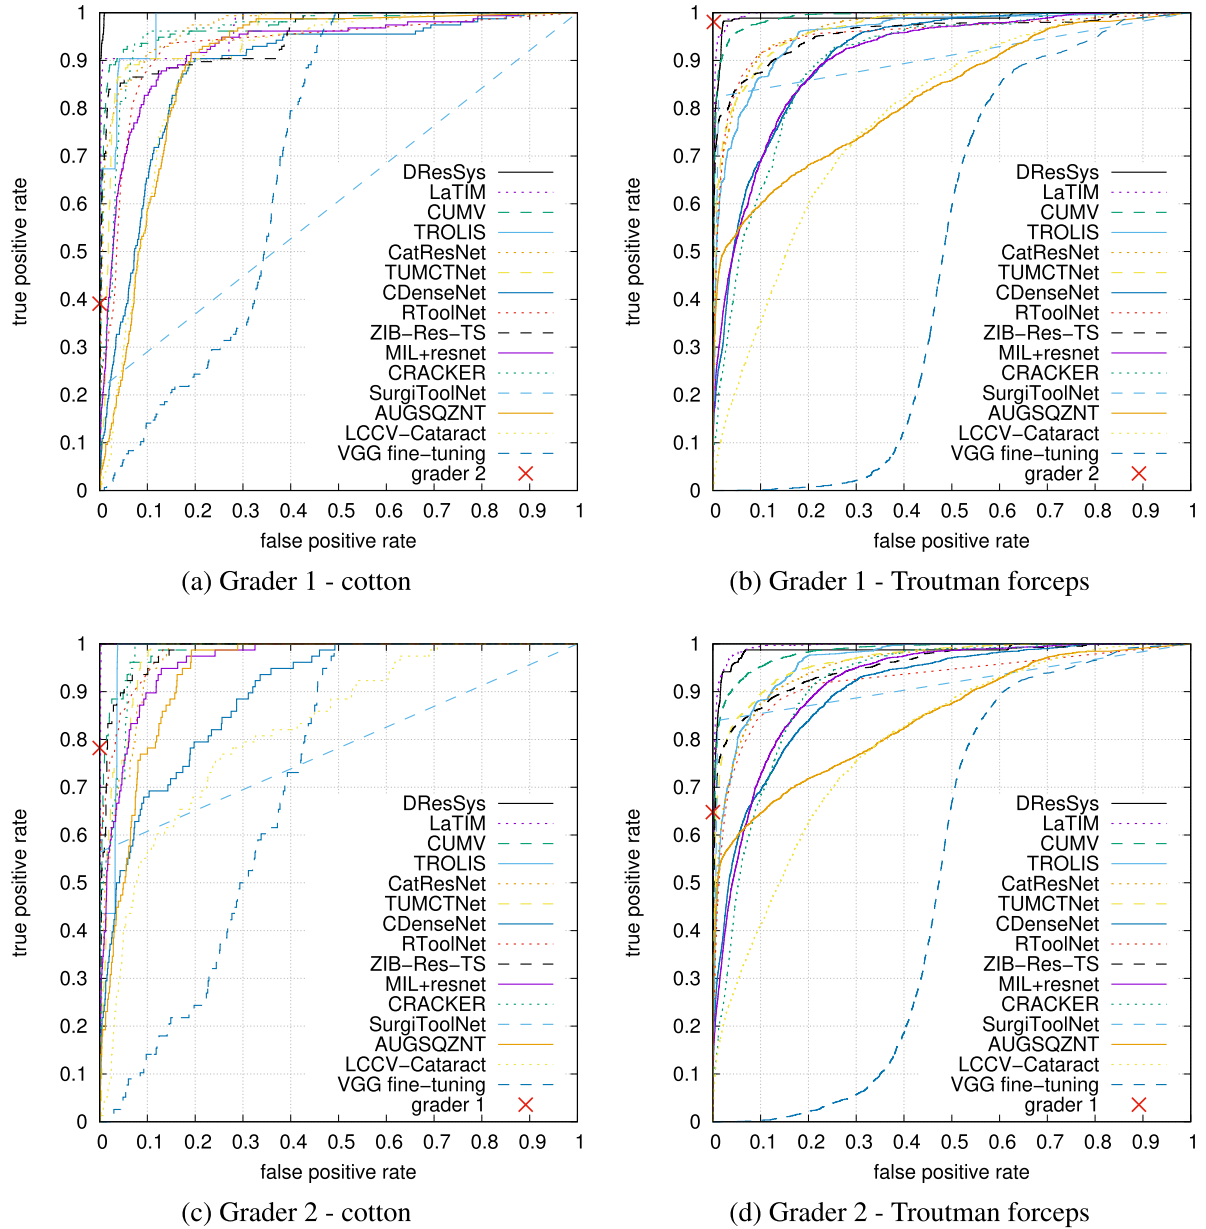 1
0.9
0.8
0.7
0.6
0.5
0.4
0.3
0.2
0.1
0
true positive rate
DResSys
LaTIM
CUMV
TROLIS
CatResNet
TUMCTNet
CDenseNet
RToolNet
ZIB−Res−TS
MIL+resnet
CRACKER
SurgiToolNet
AUGSQZNT
LCCV−Cataract
VGG fine−tuning
grader 2
0 0.1 0.2 0.3 0.4 0.5 0.6 0.7 0.8 0.9 1
false positive rate
(a) Grader 1 - cotton
1
0.9
0.8
0.7
0.6
0.5
0.4
0.3
0.2
0.1
0
true positive rate
DResSys
LaTIM
CUMV
TROLIS
CatResNet
TUMCTNet
CDenseNet
RToolNet
ZIB−Res−TS
MIL+resnet
CRACKER
SurgiToolNet
AUGSQZNT
LCCV−Cataract
VGG fine−tuning
grader 2
0 0.1 0.2 0.3 0.4 0.5 0.6 0.7 0.8 0.9 1
false positive rate
(b) Grader 1 - Troutman forceps
1
0.9
0.8
0.7
0.6
0.5
0.4
0.3
0.2
0.1
0
true positive rate
DResSys
LaTIM
CUMV
TROLIS
CatResNet
TUMCTNet
CDenseNet
RToolNet
ZIB−Res−TS
MIL+resnet
CRACKER
SurgiToolNet
AUGSQZNT
LCCV−Cataract
VGG fine−tuning
grader 1
0 0.1 0.2 0.3 0.4 0.5 0.6 0.7 0.8 0.9 1
false positive rate
(c) Grader 2 - cotton
1
0.9
0.8
0.7
0.6
0.5
0.4
0.3
0.2
0.1
0
true positive rate
DResSys
LaTIM
CUMV
TROLIS
CatResNet
TUMCTNet
CDenseNet
RToolNet
ZIB−Res−TS
MIL+resnet
CRACKER
SurgiToolNet
AUGSQZNT
LCCV−Cataract
VGG fine−tuning
grader 1
0 0.1 0.2 0.3 0.4 0.5 0.6 0.7 0.8 0.9 1
false positive rate
(d) Grader 2 - Troutman forceps